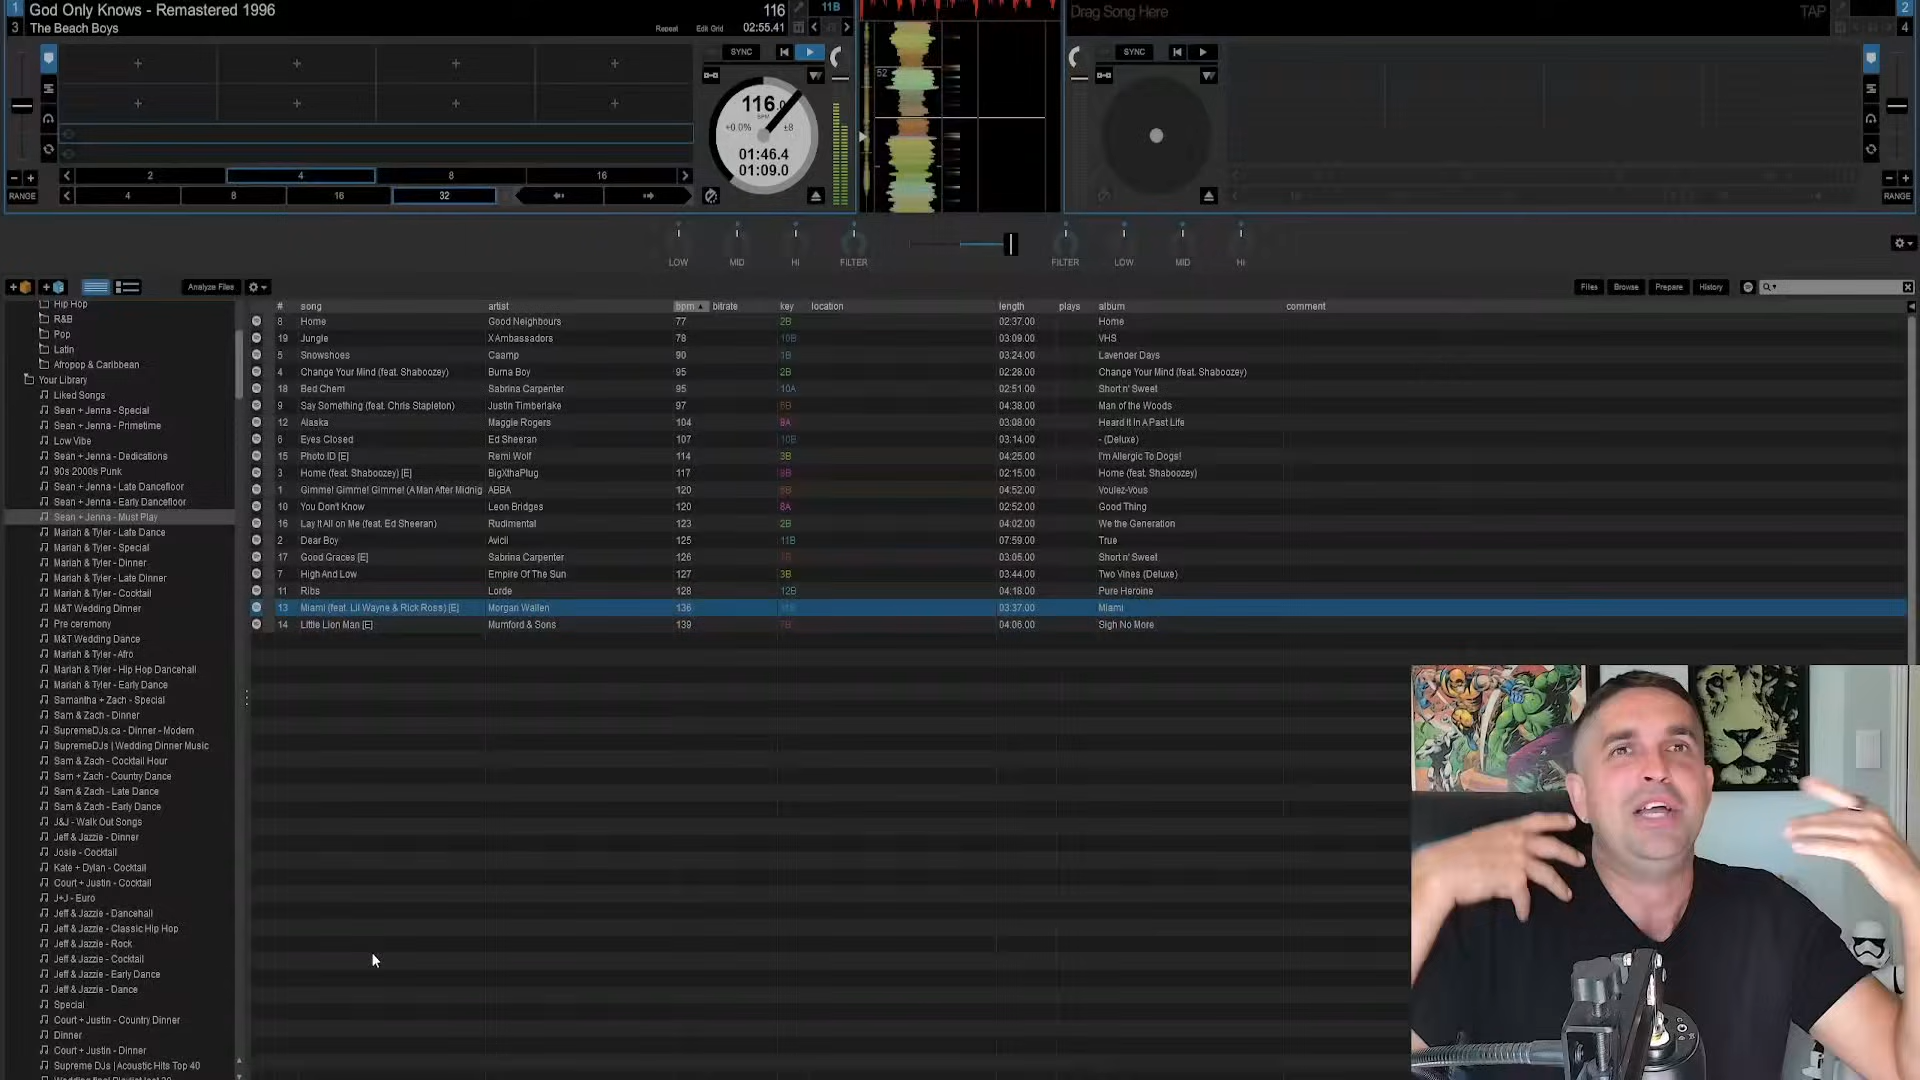 1 God Only Knows - Remastered 1996 116 11B
3 The Beach Boys Repeat Edit Grid 02:55.41
Drag Song Here TAP 2
4
SYNC
SYNC
52
116.0
BPM
+0.0% ±8
01:46.4
01:09.0
2 4 8 16
RANGE 4 8 16 32
RANGE
LOW MID HI FILTER FILTER LOW MID HI
Analyze Files Files Browse Prepare History
# song artist bpm bitrate key location length plays album comment
8 Home Good Neighbours 77 2B 02:37.00 Home
19 Jungle X Ambassadors 78 10B 03:09.00 VHS
5 Snowshoes Caamp 90 1B 03:24.00 Lavender Days
4 Change Your Mind (feat. Shaboozey) Burna Boy 95 2B 02:28.00 Change Your Mind (feat. Shaboozey)
18 Bed Chem Sabrina Carpenter 95 10A 02:51.00 Short n' Sweet
9 Say Something (feat. Chris Stapleton) Justin Timberlake 97 6B 04:38.00 Man of the Woods
12 Alaska Maggie Rogers 104 9A 03:08.00 Heard It In A Past Life
6 Eyes Closed Ed Sheeran 107 10B 03:14.00 - (Deluxe)
15 Photo ID [E] Remi Wolf 114 3B 04:25.00 I'm Allergic To Dogs!
3 Home (feat. Shaboozey) [E] BigXthaPlug 117 9B 02:15.00 Home (feat. Shaboozey)
1 Gimme! Gimme! Gimme! (A Man After Midnig ABBA 120 04:52.00 Voulez-Vous
10 You Don't Know Leon Bridges 120 8A 02:52.00 Good Thing
16 Lay It All on Me (feat. Ed Sheeran) Rudimental 123 2B 04:02.00 We the Generation
2 Dear Boy Avicii 125 11B 07:59.00 True
17 Good Graces [E] Sabrina Carpenter 126 03:05.00 Short n' Sweet
7 High And Low Empire Of The Sun 127 3B 03:44.00 Two Vines (Deluxe)
11 Ribs Lorde 128 12B 04:18.00 Pure Heroine
13 Miami (feat. Lil Wayne & Rick Ross) [E] Morgan Wallen 136 03:37.00 Miami
14 Little Lion Man [E] Mumford & Sons 139 7B 04:06.00 Sigh No More
Hip Hop
R&B
Pop
Latin
Afropop & Caribbean
Your Library
Liked Songs
Sean + Jenna - Special
Sean + Jenna - Primetime
Low Vibe
Sean + Jenna - Dedications
90s 2000s Punk
Sean + Jenna - Late Dancefloor
Sean + Jenna - Early Dancefloor
Sean + Jenna - Must Play
Mariah & Tyler - Late Dance
Mariah & Tyler - Special
Mariah & Tyler - Dinner
Mariah & Tyler - Late Dinner
Mariah & Tyler - Cocktail
M&T Wedding Dinner
Pre ceremony
M&T Wedding Dance
Mariah & Tyler - Afro
Mariah & Tyler - Hip Hop Dancehall
Mariah & Tyler - Early Dance
Samantha + Zach - Special
Sam & Zach - Dinner
SupremeDJs.ca - Dinner - Modern
SupremeDJs | Wedding Dinner Music
Sam & Zach - Cocktail Hour
Sam + Zach - Country Dance
Sam & Zach - Late Dance
Sam & Zach - Early Dance
J&J - Walk Out Songs
Jeff & Jazzie - Dinner
Josie - Cocktail
Kate + Dylan - Cocktail
Court + Justin - Cocktail
J+J - Euro
Jeff & Jazzie - Dancehall
Jeff & Jazzie - Classic Hip Hop
Jeff & Jazzie - Rock
Jeff & Jazzie - Cocktail
Jeff & Jazzie - Early Dance
Jeff & Jazzie - Dance
Special
Court + Justin - Country Dinner
Dinner
Court + Justin - Dinner
Supreme DJs | Acoustic Hits Top 40